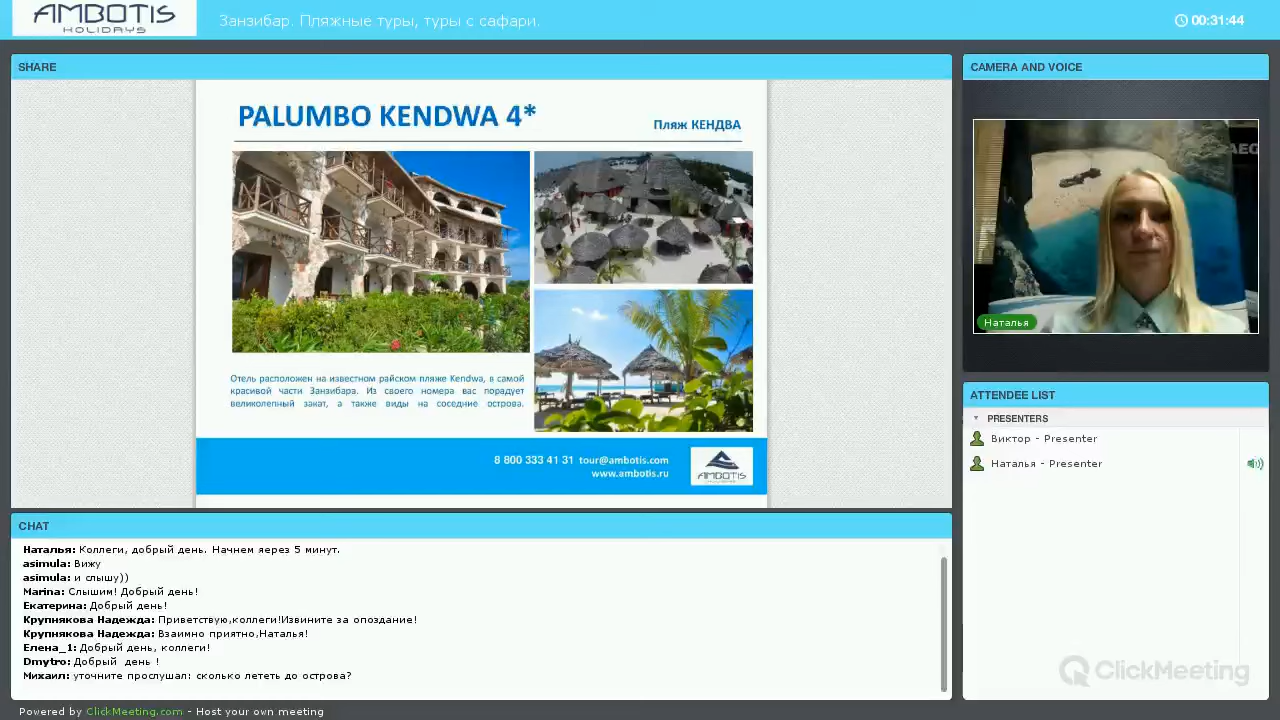 AMBOTIS
HOLIDAYS
Занзибар. Пляжные туры, туры с сафари.
00:31:44
SHARE
PALUMBO KENDWA 4*
Пляж КЕНДВА
Отель расположен на известном райском пляже Kendwa, в самой
красивой части Занзибара. Из своего номера вас порадует
великолепный закат, а также виды на соседние острова.
8 800 333 41 31 tour@ambotis.com
www.ambotis.ru
AMBOTIS
CAMERA AND VOICE
AEG
Наталья
ATTENDEE LIST
PRESENTERS
Виктор - Presenter
Наталья - Presenter
CHAT
Наталья: Коллеги, добрый день. Начнем яерез 5 минут.
asimula: Вижу
asimula: и слышу))
Marina: Слышим! Добрый день!
Екатерина: Добрый день!
Крупнякова Надежда: Приветствую,коллеги!Извините за опоздание!
Крупнякова Надежда: Взаимно приятно,Наталья!
Елена_1: Добрый день, коллеги!
Dmytro: Добрый день !
Михаил: уточните прослушал: сколько лететь до острова?
ClickMeeting
Powered by ClickMeeting.com - Host your own meeting